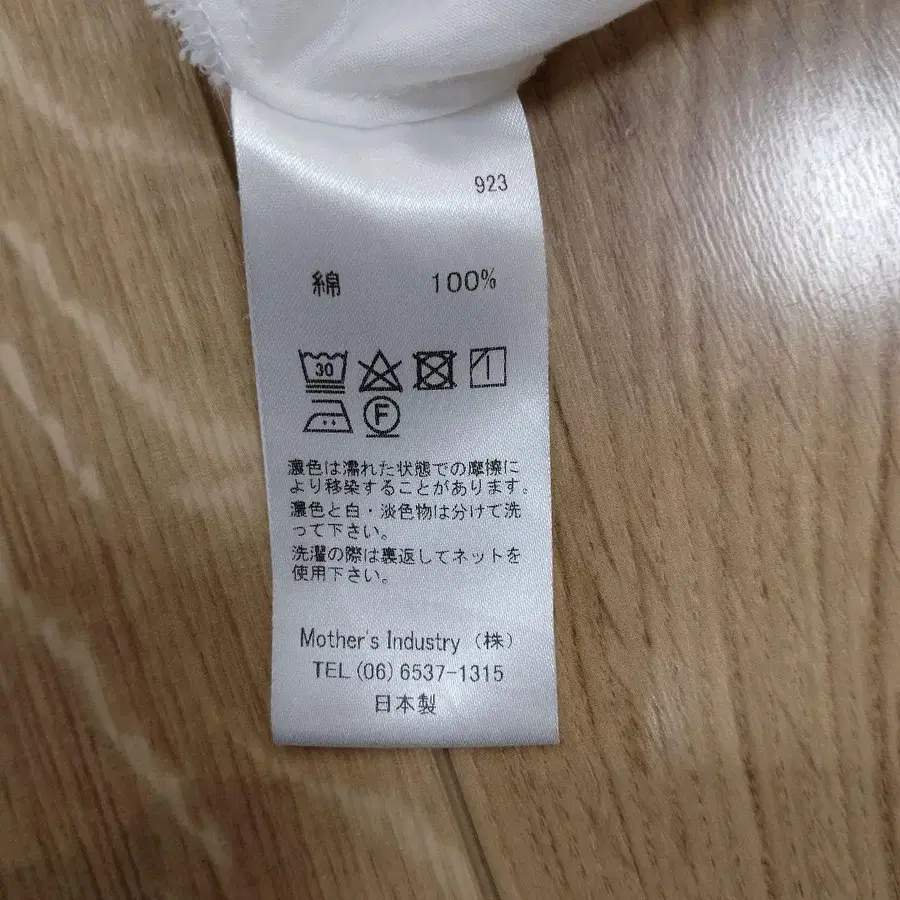 923
綿 100%
30
F
濃色は濡れた状態での摩擦に
より移染することがあります。
濃色と白・淡色物は分けて洗
って下さい。
洗濯の際は裏返してネットを
使用下さい。
Mother's Industry (株)
TEL (06) 6537-1315
日本製